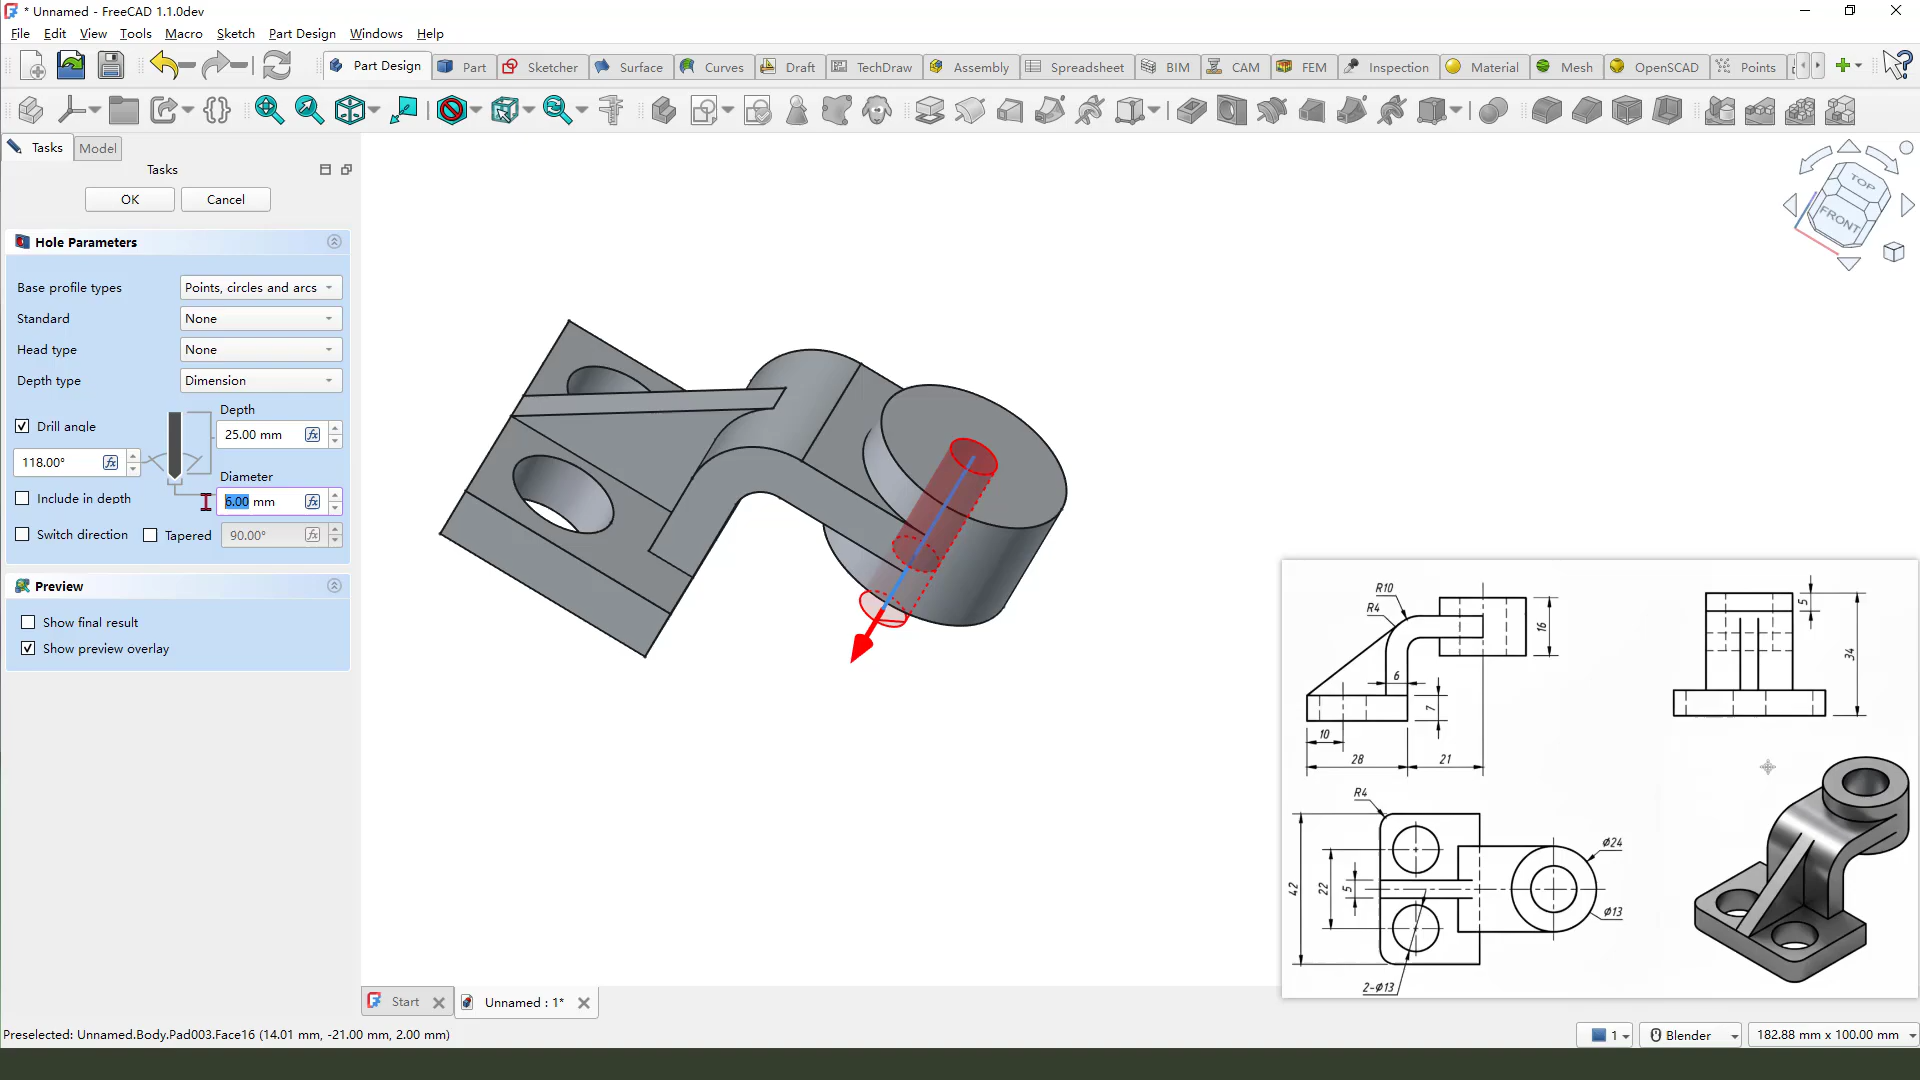 * Unnamed - FreeCAD 1.1.0dev
File Edit View Tools Macro Sketch Part Design Windows Help
Part Design Part Sketcher Surface Curves Draft TechDraw Assembly Spreadsheet BIM CAM FEM Inspection Material Mesh OpenSCAD Points
Tasks Model
Tasks
OK Cancel
Hole Parameters
Base profile types Points, circles and arcs
Standard None
Head type None
Depth type Dimension
Depth
Drill angle 25.00 mm
118.00°
Diameter
Include in depth 6.00 mm
Switch direction Tapered 90.00°
Preview
Show final result
Show preview overlay
TOP
FRONT
R10
R4
16
6
7
10
28 21
5
34
R4
42
22
5
Ø24
Ø13
2-Ø13
Start Unnamed : 1*
Preselected: Unnamed.Body.Pad003.Face16 (14.01 mm, -21.00 mm, 2.00 mm)
1 Blender 182.88 mm x 100.00 mm